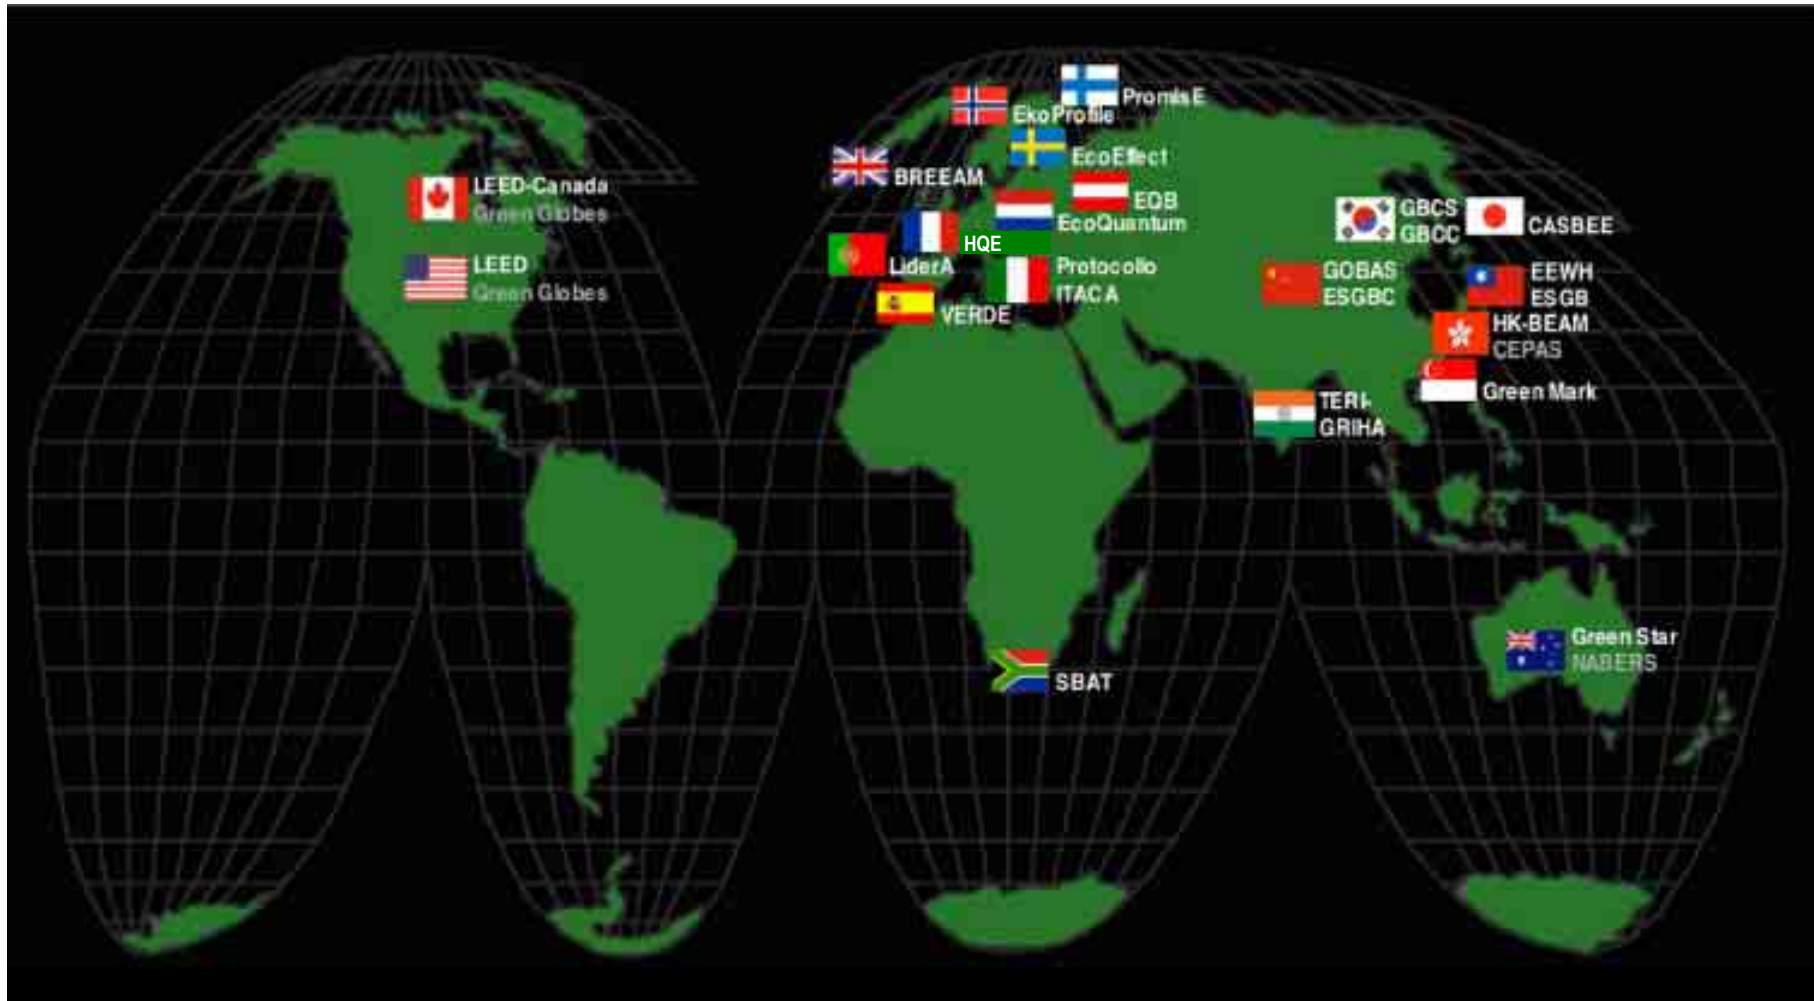 PromisE
EkoProfile
EcoEffect
BREEAM
LEED-Canada
Green Globes
EQB
EcoQuantum
HQE
GBCS
GBCC
CASBEE
LiderA
Protocollo
ITACA
LEED
Green Globes
VERDE
GOBAS
ESGBC
EEWH
ESGB
HK-BEAM
CEPAS
Green Mark
TERI-
GRIHA
Green Star
NABERS
SBAT